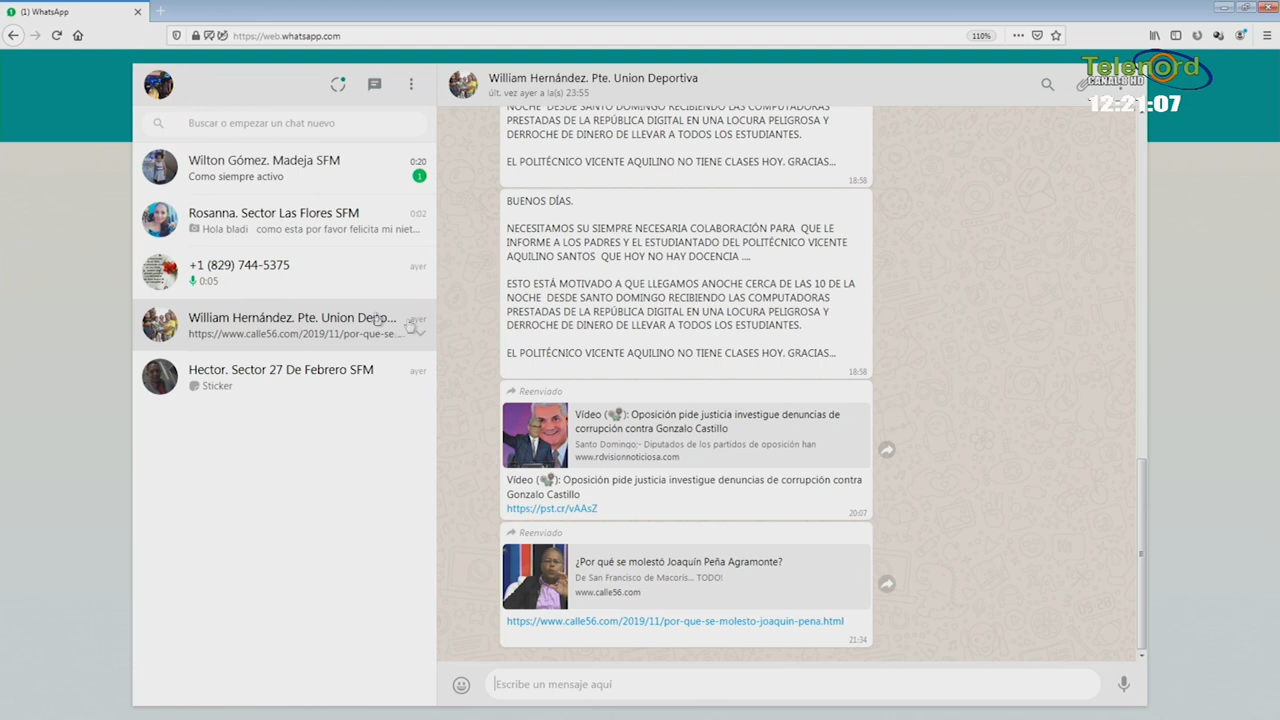 (1) WhatsApp
https://web.whatsapp.com
110%
Telenord
CANAL 8 HD
12:21:07
Buscar o empezar un chat nuevo
Wilton Gómez. Madeja SFM
0:20
Como siempre activo
1
Rosanna. Sector Las Flores SFM
0:02
Hola bladi como esta por favor felicita mi niet...
+1 (829) 744-5375
ayer
0:05
William Hernández. Pte. Union Depo...
ayer
https://www.calle56.com/2019/11/por-que-se-...
Hector. Sector 27 De Febrero SFM
ayer
Sticker
William Hernández. Pte. Union Deportiva
últ. vez ayer a la(s) 23:55
NOCHE DESDE SANTO DOMINGO RECIBIENDO LAS COMPUTADORAS
PRESTADAS DE LA REPÚBLICA DIGITAL EN UNA LOCURA PELIGROSA Y
DERROCHE DE DINERO DE LLEVAR A TODOS LOS ESTUDIANTES.
EL POLITÉCNICO VICENTE AQUILINO NO TIENE CLASES HOY. GRACIAS...
18:58
BUENOS DÍAS.
NECESITAMOS SU SIEMPRE NECESARIA COLABORACIÓN PARA QUE LE
INFORME A LOS PADRES Y EL ESTUDIANTADO DEL POLITÉCNICO VICENTE
AQUILINO SANTOS QUE HOY NO HAY DOCENCIA ....
ESTO ESTÁ MOTIVADO A QUE LLEGAMOS ANOCHE CERCA DE LAS 10 DE LA
NOCHE DESDE SANTO DOMINGO RECIBIENDO LAS COMPUTADORAS
PRESTADAS DE LA REPÚBLICA DIGITAL EN UNA LOCURA PELIGROSA Y
DERROCHE DE DINERO DE LLEVAR A TODOS LOS ESTUDIANTES.
EL POLITÉCNICO VICENTE AQUILINO NO TIENE CLASES HOY. GRACIAS...
18:58
Reenviado
Vídeo (📽): Oposición pide justicia investigue denuncias de
corrupción contra Gonzalo Castillo
Santo Domingo;- Diputados de los partidos de oposición han
www.rdvisionnoticiosa.com
Vídeo (📽): Oposición pide justicia investigue denuncias de corrupción contra
Gonzalo Castillo
https://pst.cr/vAAsZ
20:07
Reenviado
¿Por qué se molestó Joaquín Peña Agramonte?
De San Francisco de Macorís... TODO!
www.calle56.com
https://www.calle56.com/2019/11/por-que-se-molesto-joaquin-pena.html
21:34
Escribe un mensaje aquí